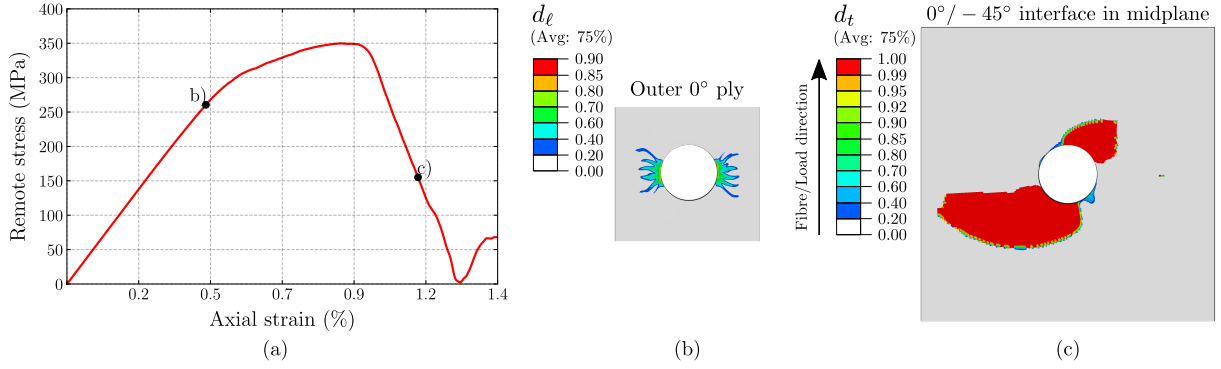 400
350
300
250
200
150
100
50
0
Remote stress (MPa)
b)
c)
0.2
0.5
0.7
0.9
1.2
1.4
Axial strain (%)
(a)
dℓ
(Avg: 75%)
0.90
0.85
0.80
0.70
0.60
0.40
0.20
0.00
Outer 0° ply
(b)
dt
(Avg: 75%)
1.00
0.99
0.95
0.92
0.90
0.85
0.80
0.70
0.60
0.40
0.20
0.00
Fibre/Load direction
0°/ − 45° interface in midplane
(c)